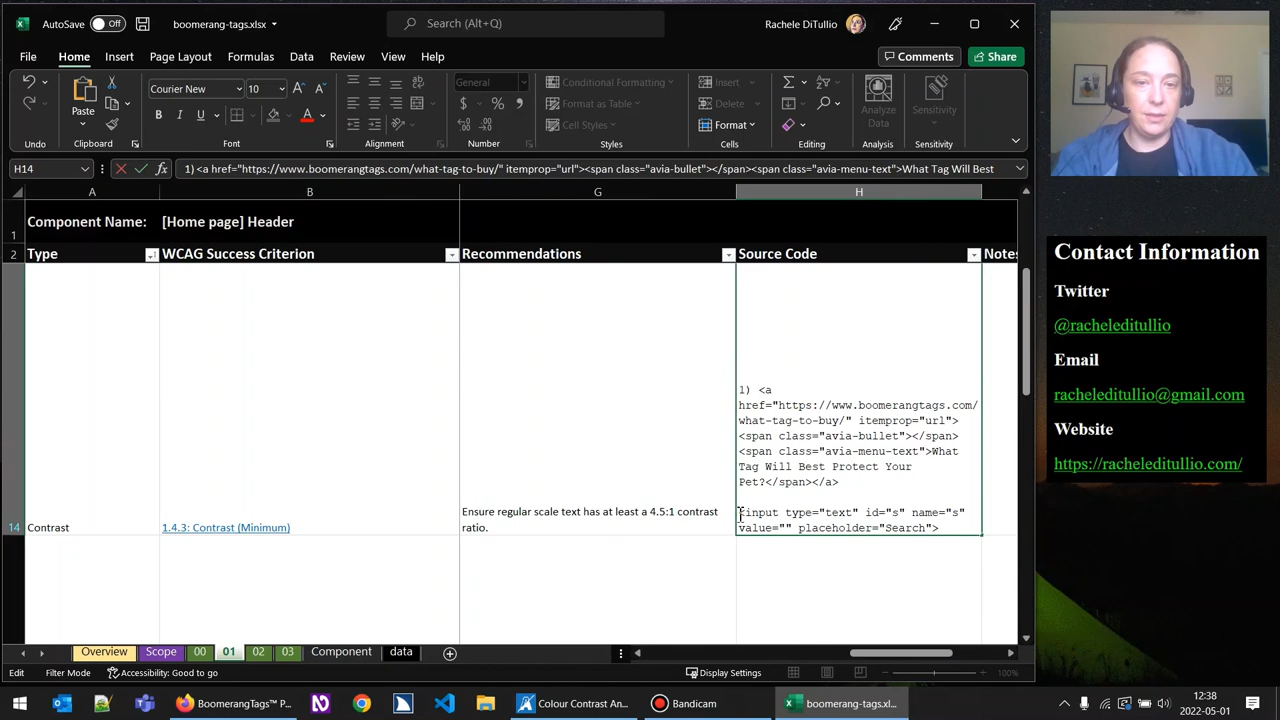 AutoSave Off boomerang-tags.xlsx Search (Alt+Q) Rachele DiTullio
File Home Insert Page Layout Formulas Data Review View Help Comments Share
Paste Courier New 10 General Conditional Formatting Insert
Format as Table Delete Analyze Data Sensitivity
Cell Styles Format
Undo Clipboard Font Alignment Number Styles Cells Editing Analysis Sensitivity
H14 1) <a href="https://www.boomerangtags.com/what-tag-to-buy/" itemprop="url"><span class="avia-bullet"></span><span class="avia-menu-text">What Tag Will Best
A B G H
1 Component Name: [Home page] Header
2 Type WCAG Success Criterion Recommendations Source Code Notes
1) <a
href="https://www.boomerangtags.com/
what-tag-to-buy/" itemprop="url">
<span class="avia-bullet"></span>
<span class="avia-menu-text">What
Tag Will Best Protect Your
Pet?</span></a>
Ensure regular scale text has at least a 4.5:1 contrast
ratio.
input type="text" id="s" name="s"
value="" placeholder="Search">
14 Contrast 1.4.3: Contrast (Minimum)
Overview Scope 00 01 02 03 Component data
Edit Filter Mode Accessibility: Good to go Display Settings 100%
BoomerangTags™ P... Colour Contrast An... Bandicam boomerang-tags.xl...
12:38
2022-05-01
Contact Information
Twitter
@racheleditullio
Email
racheleditullio@gmail.com
Website
https://racheleditullio.com/